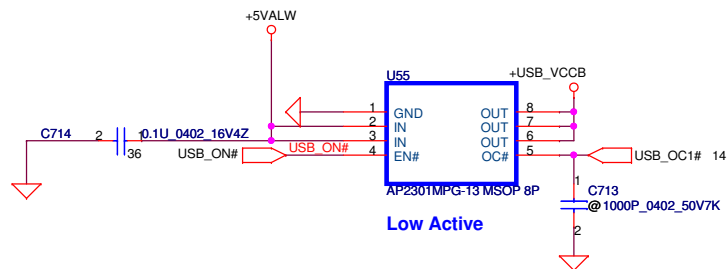 +5VALW
U55
+USB_VCCB
1 GND OUT 8
2 IN OUT 7
C714 2 1 0.1U_0402_16V4Z 3 IN OUT 6
36 USB_ON# USB_ON# 4 EN# OC# 5 USB_OC1# 14
AP2301MPG-13 MSOP 8P
1 C713
@ 1000P_0402_50V7K
Low Active
2